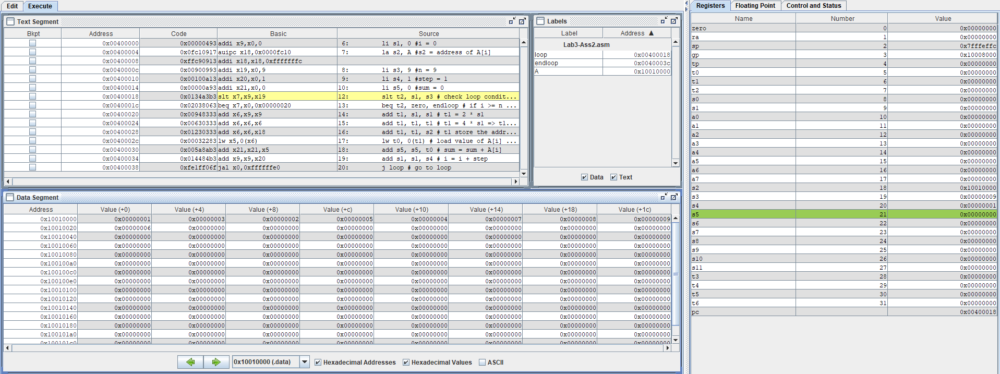 Edit Execute
Text Segment
Bkpt Address Code Basic Source
0x00400000 0x00000493 addi x9,x0,0 6: li s1, 0 #i = 0
0x00400004 0x0fc10917 auipc x18,0x0000fc10 7: la s2, A #s2 = address of A[i]
0x00400008 0xffc90913 addi x18,x18,0xfffffffc
0x0040000c 0x00900993 addi x19,x0,9 8: li s3, 9 #n = 9
0x00400010 0x00100a13 addi x20,x0,1 9: li s4, 1 #step = 1
0x00400014 0x00000a93 addi x21,x0,0 10: li s5, 0 #sum = 0
0x00400018 0x0134a3b3 slt x7,x9,x19 12: slt t2, s1, s3 # check loop condit...
0x0040001c 0x02038063 beq x7,x0,0x00000020 13: beq t2, zero, endloop # if i >= n ...
0x00400020 0x00948333 add x6,x9,x9 14: add t1, s1, s1 # t1 = 2 * s1
0x00400024 0x00630333 add x6,x6,x6 15: add t1, t1, t1 # t1 = 4 * s1 => t1...
0x00400028 0x01230333 add x6,x6,x18 16: add t1, t1, s2 # t1 store the addr...
0x0040002c 0x00032283 lw x5,0(x6) 17: lw t0, 0(t1) # load value of A[i] ...
0x00400030 0x005a8ab3 add x21,x21,x5 18: add s5, s5, t0 # sum = sum + A[i]
0x00400034 0x014484b3 add x9,x9,x20 19: add s1, s1, s4 # i = i + step
0x00400038 0xfe1ff06f jal x0,0xffffffe0 20: j loop # go to loop
Labels
Label Address ▲
Lab3-Ass2.asm
loop 0x00400018
endloop 0x0040003c
A 0x10010000
Data Text
Data Segment
Address Value (+0) Value (+4) Value (+8) Value (+c) Value (+10) Value (+14) Value (+18) Value (+1c)
0x10010000 0x00000001 0x00000003 0x00000002 0x00000005 0x00000004 0x00000007 0x00000008 0x00000009
0x10010020 0x00000006 0x00000000 0x00000000 0x00000000 0x00000000 0x00000000 0x00000000 0x00000000
0x10010040 0x00000000 0x00000000 0x00000000 0x00000000 0x00000000 0x00000000 0x00000000 0x00000000
0x10010060 0x00000000 0x00000000 0x00000000 0x00000000 0x00000000 0x00000000 0x00000000 0x00000000
0x10010080 0x00000000 0x00000000 0x00000000 0x00000000 0x00000000 0x00000000 0x00000000 0x00000000
0x100100a0 0x00000000 0x00000000 0x00000000 0x00000000 0x00000000 0x00000000 0x00000000 0x00000000
0x100100c0 0x00000000 0x00000000 0x00000000 0x00000000 0x00000000 0x00000000 0x00000000 0x00000000
0x100100e0 0x00000000 0x00000000 0x00000000 0x00000000 0x00000000 0x00000000 0x00000000 0x00000000
0x10010100 0x00000000 0x00000000 0x00000000 0x00000000 0x00000000 0x00000000 0x00000000 0x00000000
0x10010120 0x00000000 0x00000000 0x00000000 0x00000000 0x00000000 0x00000000 0x00000000 0x00000000
0x10010140 0x00000000 0x00000000 0x00000000 0x00000000 0x00000000 0x00000000 0x00000000 0x00000000
0x10010160 0x00000000 0x00000000 0x00000000 0x00000000 0x00000000 0x00000000 0x00000000 0x00000000
0x10010180 0x00000000 0x00000000 0x00000000 0x00000000 0x00000000 0x00000000 0x00000000 0x00000000
0x100101a0 0x00000000 0x00000000 0x00000000 0x00000000 0x00000000 0x00000000 0x00000000 0x00000000
0x100101c0 0x00000000 0x00000000 0x00000000 0x00000000 0x00000000 0x00000000 0x00000000 0x00000000
0x10010000 (.data) Hexadecimal Addresses Hexadecimal Values ASCII
Registers Floating Point Control and Status
Name Number Value
zero 0 0x00000000
ra 1 0x00000000
sp 2 0x7fffeffc
gp 3 0x10008000
tp 4 0x00000000
t0 5 0x00000000
t1 6 0x00000000
t2 7 0x00000000
s0 8 0x00000000
s1 9 0x00000000
a0 10 0x00000000
a1 11 0x00000000
a2 12 0x00000000
a3 13 0x00000000
a4 14 0x00000000
a5 15 0x00000000
a6 16 0x00000000
a7 17 0x00000000
s2 18 0x10010000
s3 19 0x00000009
s4 20 0x00000001
s5 21 0x00000000
s6 22 0x00000000
s7 23 0x00000000
s8 24 0x00000000
s9 25 0x00000000
s10 26 0x00000000
s11 27 0x00000000
t3 28 0x00000000
t4 29 0x00000000
t5 30 0x00000000
t6 31 0x00000000
pc 0x00400018